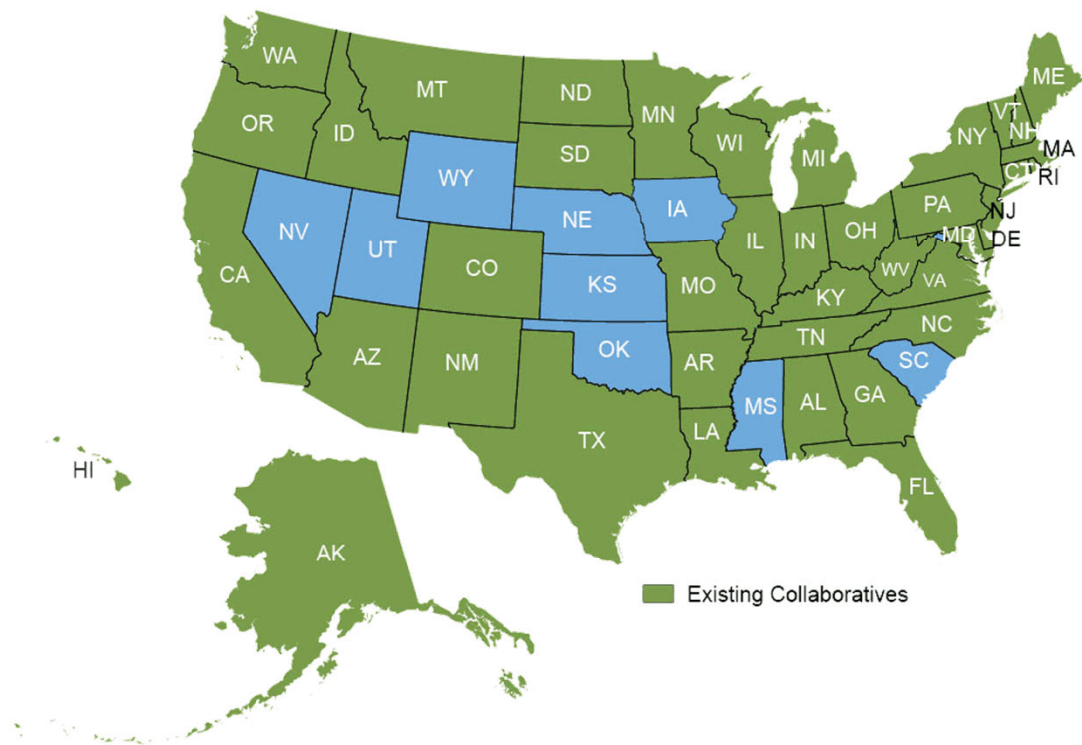 WA
MT
ND
MN
ME
VT
NH
OR
ID
SD
WI
MI
NY
MA
CT
RI
WY
NE
IA
PA
NJ
NV
UT
CO
IL
IN
OH
MD
DE
CA
KS
MO
WV
VA
KY
AZ
NM
OK
AR
TN
NC
SC
TX
LA
MS
AL
GA
HI
FL
AK
Existing Collaboratives